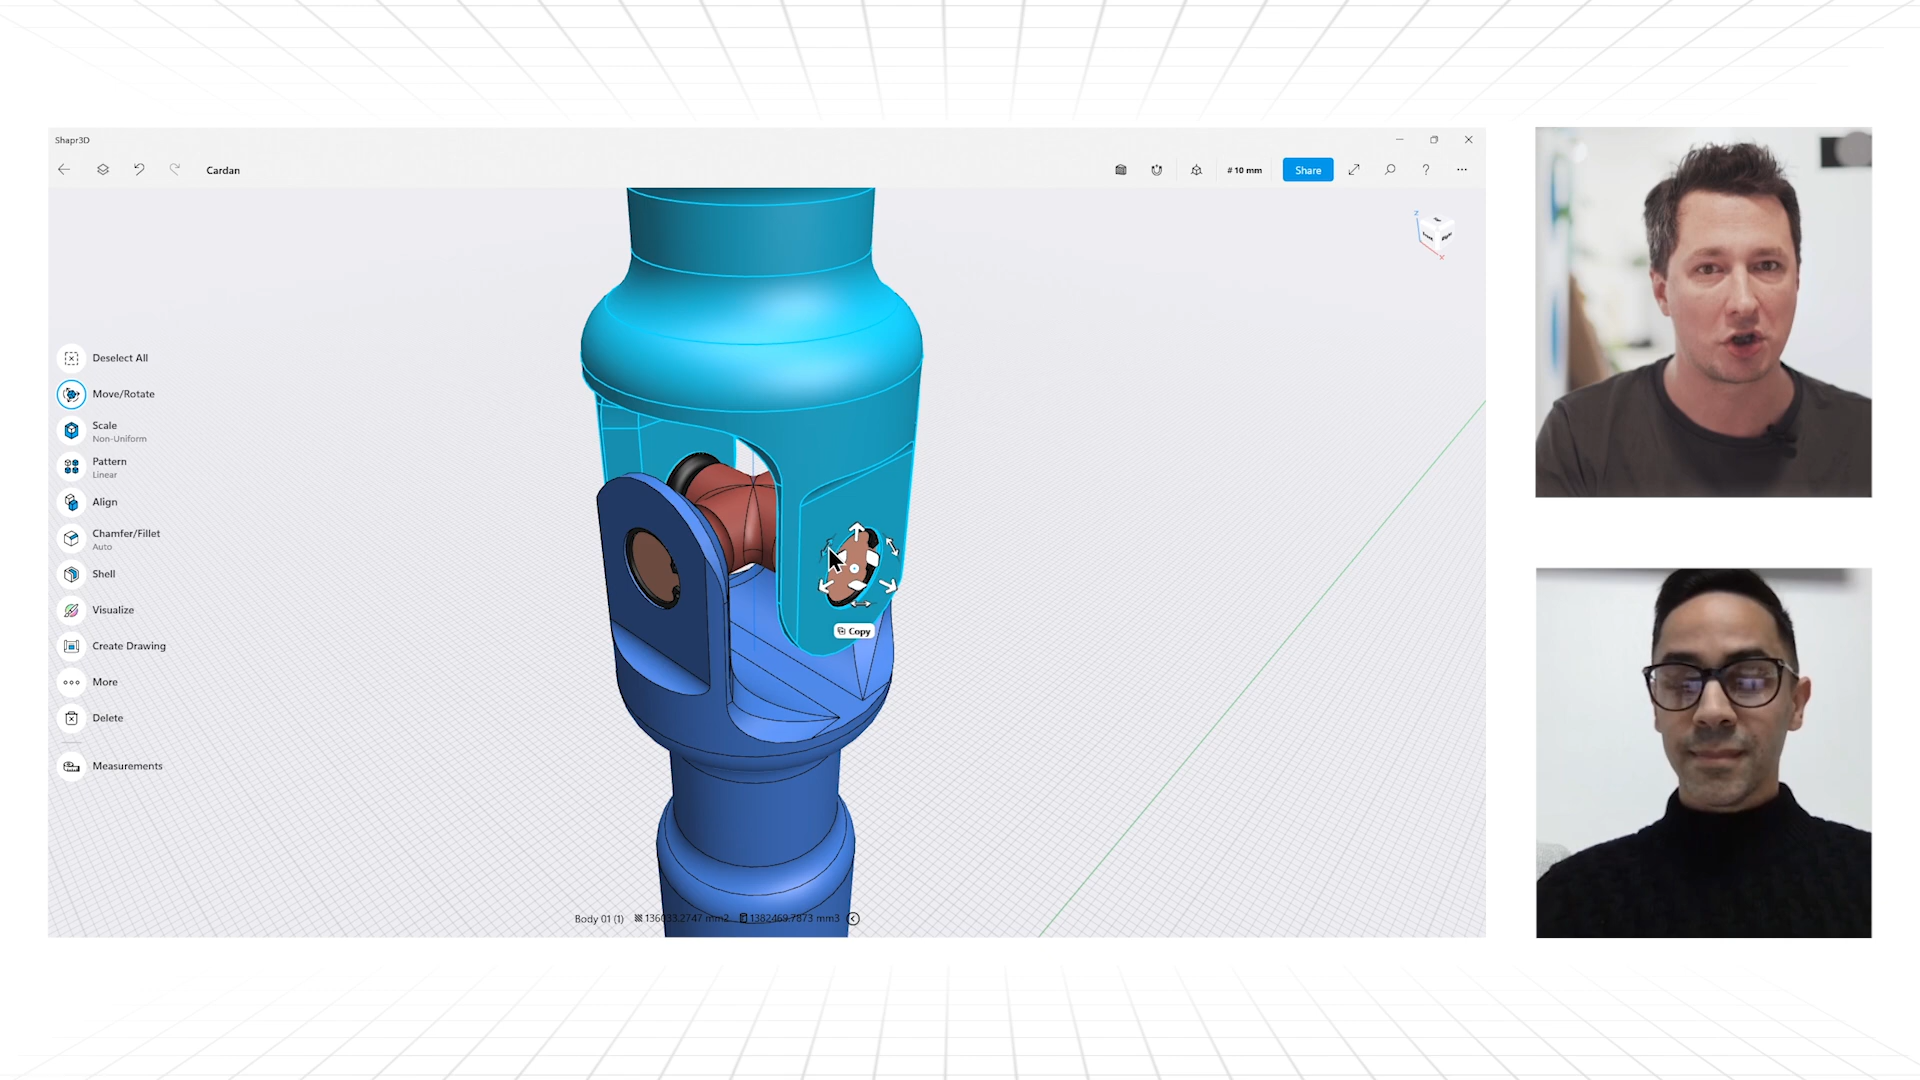 Shapr3D
Cardan
# 10 mm
Share
?
Z
X
Deselect All
Move/Rotate
Scale
Non-Uniform
Pattern
Linear
Align
Chamfer/Fillet
Auto
Shell
Visualize
Create Drawing
More
Delete
Measurements
Copy
Body 01 (1)